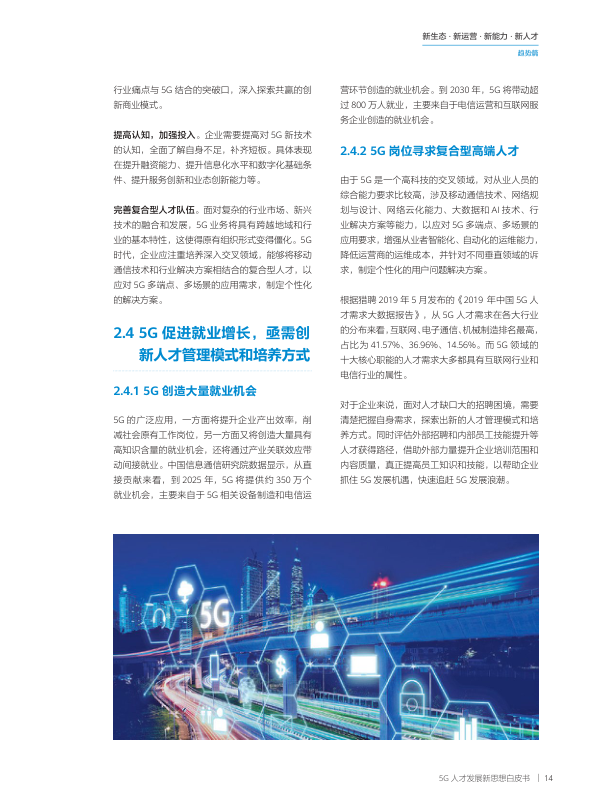 新生态 · 新运营 · 新能力 · 新人才
趋势篇
行业痛点与 5G 结合的突破口，深入探索共赢的创
新商业模式。
提高认知，加强投入。企业需要提高对 5G 新技术
的认知，全面了解自身不足，补齐短板。具体表现
在提升融资能力、提升信息化水平和数字化基础条
件、提升服务创新和业态创新能力等。
完善复合型人才队伍。面对复杂的行业市场、新兴
技术的融合和发展，5G 业务将具有跨越地域和行
业的基本特性，这使得原有组织形式变得僵化。5G
时代，企业应注重培养深入交叉领域，能够将移动
通信技术和行业解决方案相结合的复合型人才，以
应对 5G 多端点、多场景的应用需求，制定个性化
的解决方案。
2.4 5G 促进就业增长，亟需创
新人才管理模式和培养方式
2.4.1 5G 创造大量就业机会
5G 的广泛应用，一方面将提升企业产出效率，削
减社会原有工作岗位，另一方面又将创造大量具有
高知识含量的就业机会，还将通过产业关联效应带
动间接就业。中国信息通信研究院数据显示，从直
接贡献来看，到 2025 年，5G 将提供约 350 万个
就业机会，主要来自于 5G 相关设备制造和电信运
营环节创造的就业机会。到 2030 年，5G 将带动超
过 800 万人就业，主要来自于电信运营和互联网服
务企业创造的就业机会。
2.4.2 5G 岗位寻求复合型高端人才
由于 5G 是一个高科技的交叉领域，对从业人员的
综合能力要求比较高，涉及移动通信技术、网络规
划与设计、网络云化能力、大数据和 AI 技术、行
业解决方案等能力，以应对 5G 多端点、多场景的
应用要求，增强从业者智能化、自动化的运维能力，
降低运营商的运维成本，并针对不同垂直领域的诉
求，制定个性化的用户问题解决方案。
根据猎聘 2019 年 5 月发布的《2019 年中国 5G 人
才需求大数据报告》，从 5G 人才需求在各大行业
的分布来看，互联网、电子通信、机械制造排名最高，
占比为 41.57%、36.96%、14.56%。而 5G 领域的
十大核心职能的人才需求大多都具有互联网行业和
电信行业的属性。
对于企业来说，面对人才缺口大的招聘困境，需要
清楚把握自身需求，探索出新的人才管理模式和培
养方式。同时评估外部招聘和内部员工技能提升等
人才获得路径，借助外部力量提升企业培训范围和
内容质量，真正提高员工知识和技能，以帮助企业
抓住 5G 发展机遇，快速追赶 5G 发展浪潮。
5G
$
5G 人才发展新思想白皮书 | 14